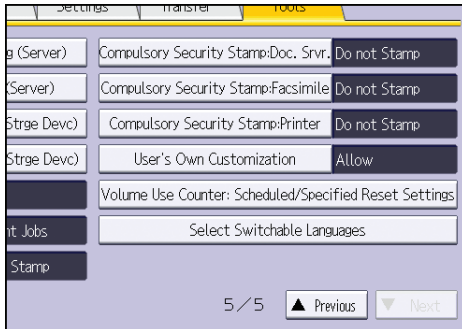 Settings Transfer Tools
g (Server) Compulsory Security Stamp:Doc. Srvr. Do not Stamp
(Server) Compulsory Security Stamp:Facsimile Do not Stamp
Strge Devc) Compulsory Security Stamp:Printer Do not Stamp
Strge Devc) User's Own Customization Allow
Volume Use Counter: Scheduled/Specified Reset Settings
nt Jobs Select Switchable Languages
Stamp
5/5 ▲ Previous ▼ Next